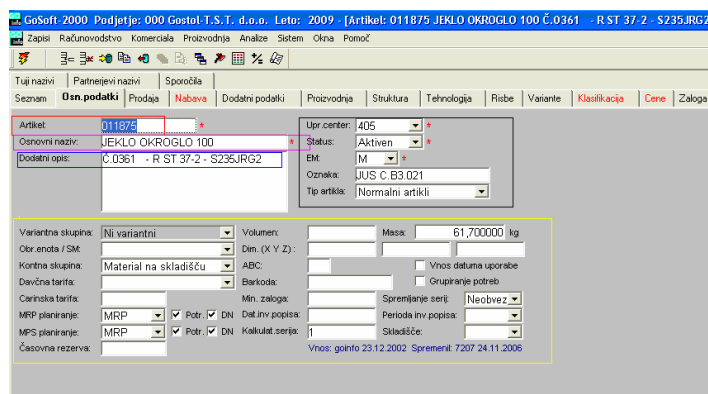 GoSoft-2000 Podjetje: 000 Gostol-T.S.T. d.o.o. Leto: 2009 - [Artikel: 011875 JEKLO OKROGLO 100 Č.0361 - R ST 37-2 - S235JRG2
Zapisi Računovodstvo Komerciala Proizvodnja Analize Sistem Okna Pomoč
Tuji nazivi Partnerjevi nazivi Sporočila
Seznam Osn.podatki Prodaja Nabava Dodatni podatki Proizvodnja Struktura Tehnologija Risbe Variante Klasifikacija Cene Zaloga
Artikel: 011875 * Upr.center: 405 *
Osnovni naziv: JEKLO OKROGLO 100 * Status: Aktiven *
Dodatni opis: Č.0361 - R ST 37-2 - S235JRG2 EM: M *
Oznaka: JUS C.B3.021
Tip artikla: Normalni artikli
Variantna skupina: Ni variantni Volumen: Masa: 61,700000 kg
Obr.enota / SM: Dim. (X Y Z) :
Kontna skupina: Material na skladišču ABC: Vnos datuma uporabe
Davčna tarifa: Barkoda: Grupiranje potreb
Carinska tarifa: Min. zaloga: Spremljanje serij: Neobvez
MRP planiranje: MRP Potr. DN Dat.inv.popisa: Perioda inv.popisa:
MPS planiranje: MRP Potr. DN Kalkulat.serija: 1 Skladišče:
Časovna rezerva: Vnos: goinfo 23.12.2002 Spremenil: 7207 24.11.2006